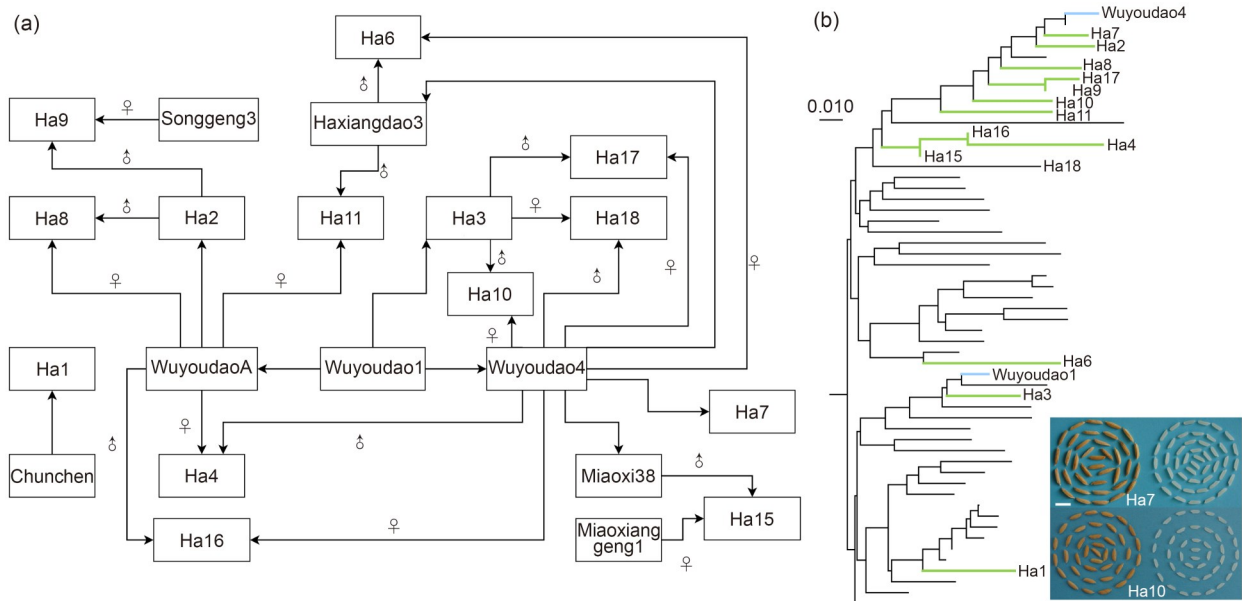 (a)
Ha6
♀
♂
Ha9
♀
Songgeng3
Haxiangdao3
♂
♂
Ha17
♂
Ha8
♂
Ha2
Ha11
Ha3
♀
Ha18
♀
♀
♂
Ha10
♂
♀
♀
♀
Ha1
WuyoudaoA
Wuyoudao1
Wuyoudao4
Ha7
♂
♀
♂
Chunchen
Ha4
Miaoxi38
♂
Ha16
♀
Miaoxiang
geng1
Ha15
♀
(b)
Wuyoudao4
Ha7
Ha2
Ha8
Ha17
Ha9
Ha10
Ha11
0.010
Ha16
Ha4
Ha15
Ha18
Ha6
Wuyoudao1
Ha3
Ha1
Ha7
Ha10